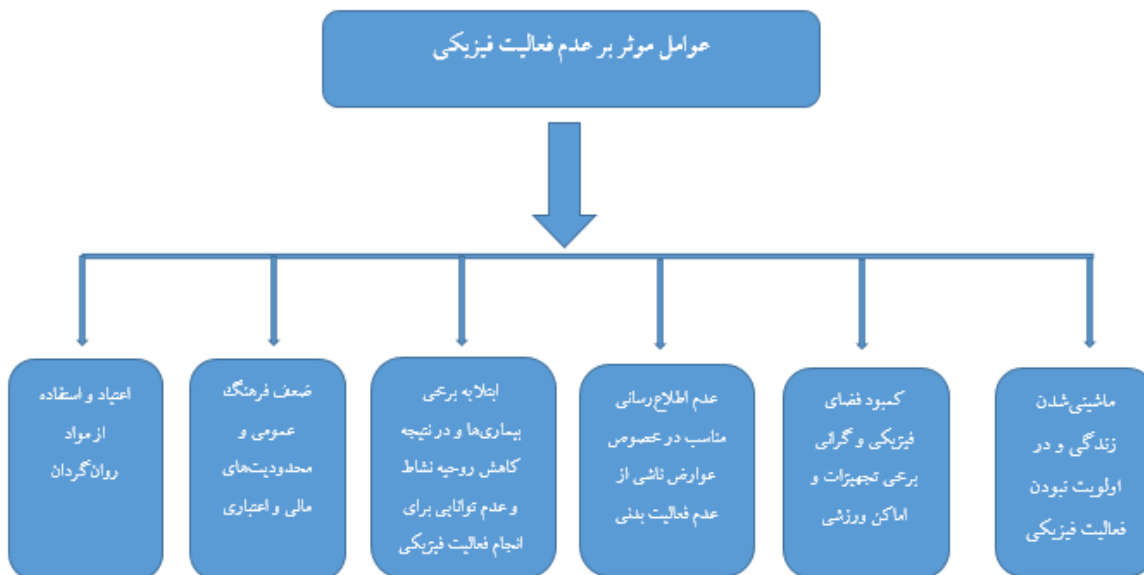 عوامل موثر بر عدم فعالیت فیزیکی
ماشینی‌شدن
زندگی و در
اولویت نبودن
فعالیت فیزیکی
کمبود فضای
فیزیکی و گرانی
برخی تجهیزات و
اماکن ورزشی
عدم اطلاع‌رسانی
مناسب در خصوص
عوارض ناشی از
عدم فعالیت بدنی
ابتلا به برخی
بیماری‌ها و در نتیجه
کاهش روحیه نشاط
و عدم توانایی برای
انجام فعالیت فیزیکی
ضعف فرهنگ
عمومی و
محدودیت‌های
مالی و اعتباری
اعتیاد و استفاده
از مواد
روان‌گردان